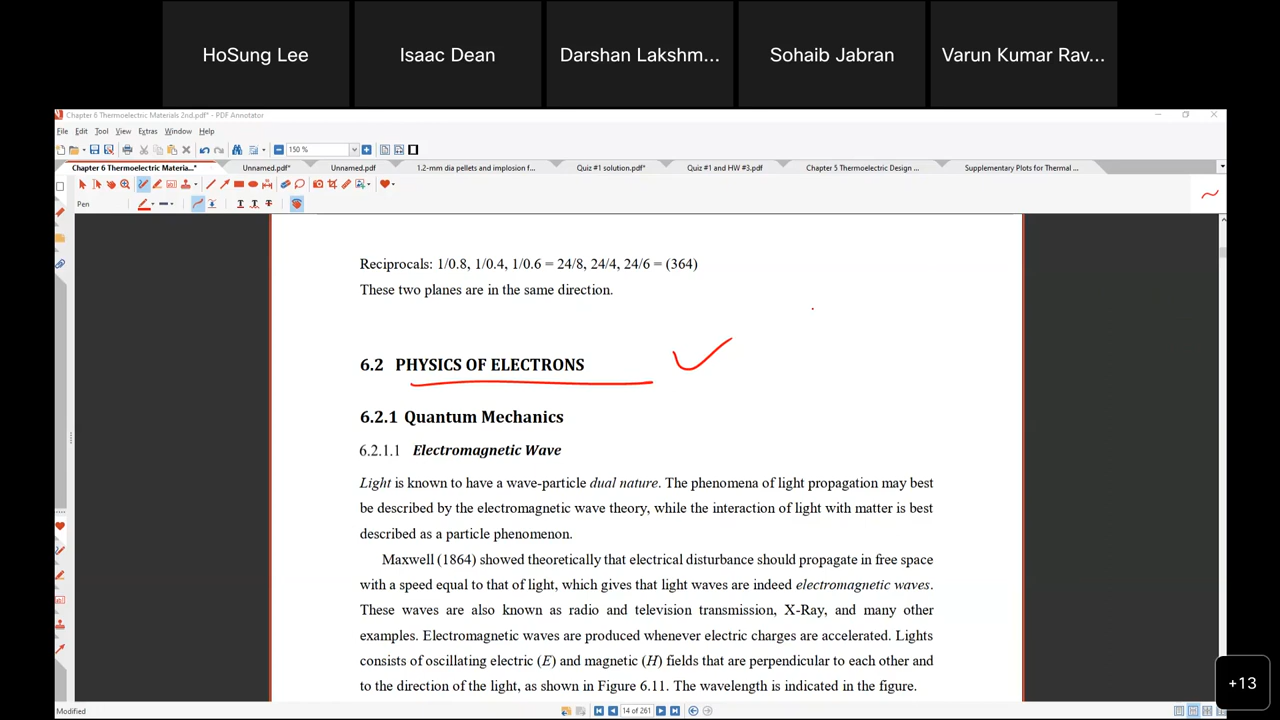 HoSung Lee
Isaac Dean
Darshan Lakshm...
Sohaib Jabran
Varun Kumar Rav...
Chapter 6 Thermoelectric Materials 2nd.pdf* - PDF Annotator
File Edit Tool View Extras Window Help
150 %
Chapter 6 Thermoelectric Materia...*
Unnamed.pdf*
Unnamed.pdf
1.2-mm dia pellets and implosion f...
Quiz #1 solution.pdf*
Quiz #1 and HW #3.pdf
Chapter 5 Thermoelectric Design ...
Supplementary Plots for Thermal ...
Pen
Reciprocals: 1/0.8, 1/0.4, 1/0.6 = 24/8, 24/4, 24/6 = (364)
These two planes are in the same direction.
6.2 PHYSICS OF ELECTRONS
6.2.1 Quantum Mechanics
6.2.1.1 Electromagnetic Wave
Light is known to have a wave-particle dual nature. The phenomena of light propagation may best
be described by the electromagnetic wave theory, while the interaction of light with matter is best
described as a particle phenomenon.
Maxwell (1864) showed theoretically that electrical disturbance should propagate in free space
with a speed equal to that of light, which gives that light waves are indeed electromagnetic waves.
These waves are also known as radio and television transmission, X-Ray, and many other
examples. Electromagnetic waves are produced whenever electric charges are accelerated. Lights
consists of oscillating electric (E) and magnetic (H) fields that are perpendicular to each other and
to the direction of the light, as shown in Figure 6.11. The wavelength is indicated in the figure.
+13
Modified
14 of 261